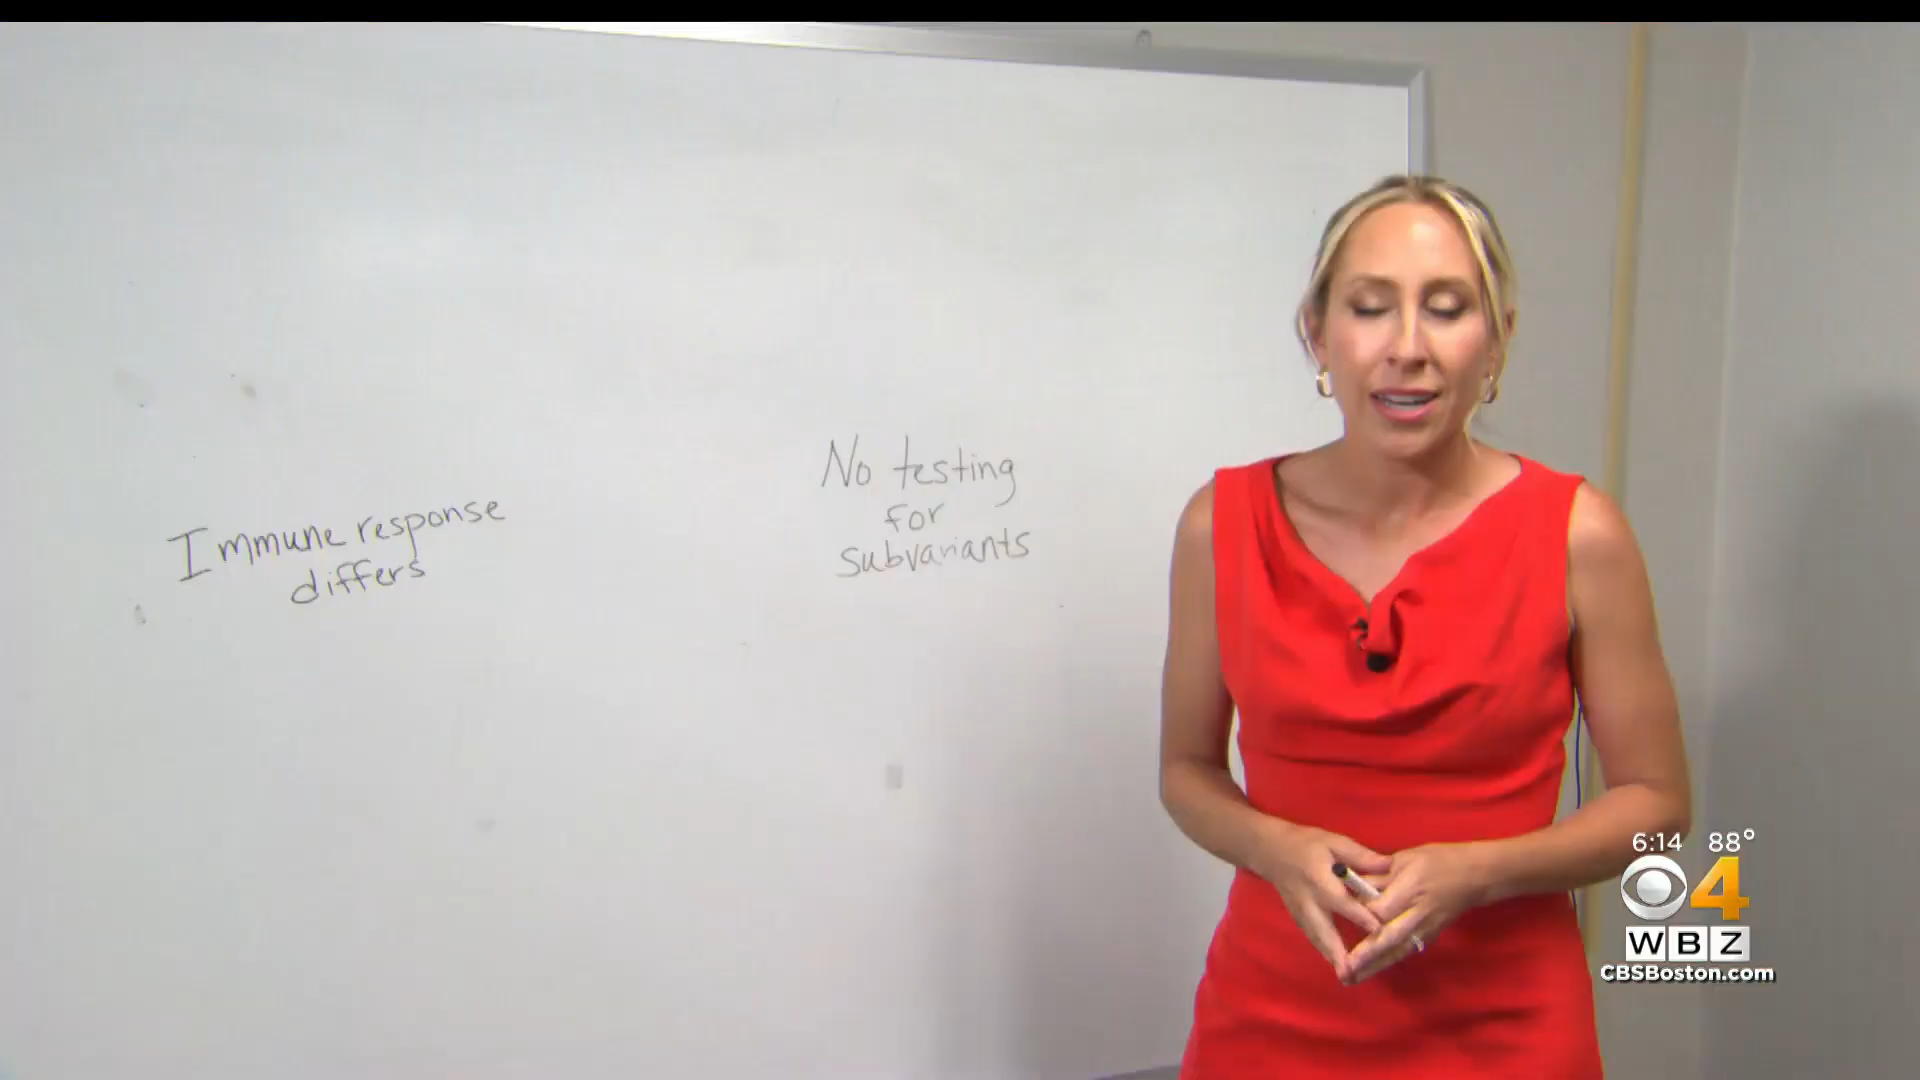 Immune response
differs
No testing
for
subvariants
6:14 88°
4
WBZ
CBSBoston.com